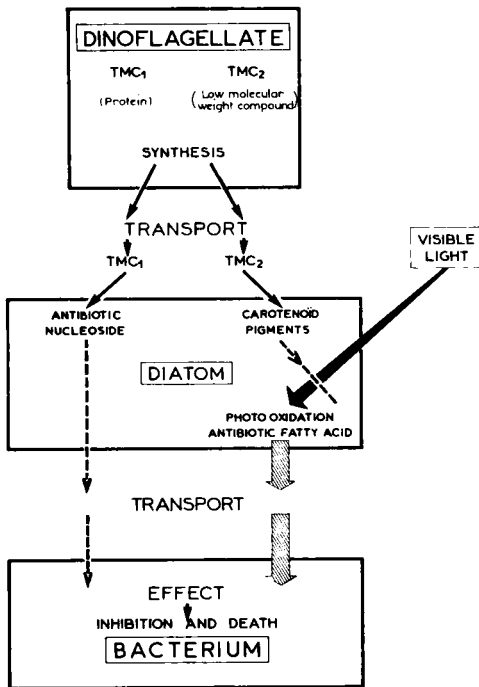 DINOFLAGELLATE
TMC₁ TMC₂
(Protein) (Low molecular
weight compound)
SYNTHESIS
TRANSPORT
TMC₁ TMC₂
VISIBLE
LIGHT
ANTIBIOTIC
NUCLEOSIDE
CAROTENOÏD
PIGMENTS
DIATOM
PHOTO OXIDATION
ANTIBIOTIC FATTY ACID
TRANSPORT
EFFECT
INHIBITION AND DEATH
BACTERIUM